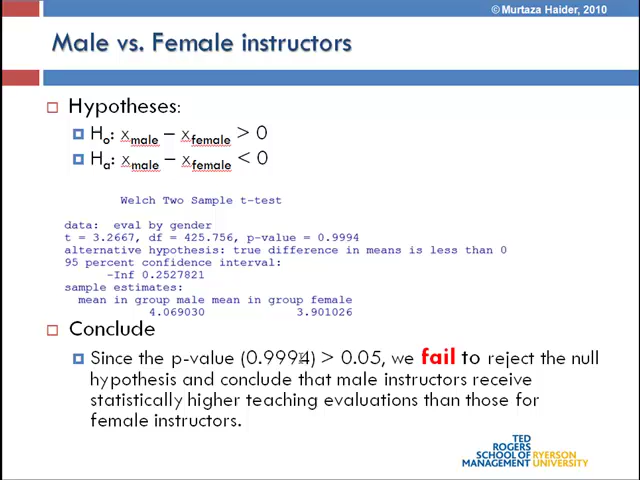 © Murtaza Haider, 2010
Male vs. Female instructors
Hypotheses:
Ho: xmale – xfemale > 0
Ha: xmale – xfemale < 0
Welch Two Sample t-test
data: eval by gender
t = 3.2667, df = 425.756, p-value = 0.9994
alternative hypothesis: true difference in means is less than 0
95 percent confidence interval:
-Inf 0.2527821
sample estimates:
mean in group male mean in group female
4.069030 3.901026
Conclude
Since the p-value (0.9994) > 0.05, we fail to reject the null
hypothesis and conclude that male instructors receive
statistically higher teaching evaluations than those for
female instructors.
TED
ROGERS
SCHOOL OF RYERSON
MANAGEMENT UNIVERSITY